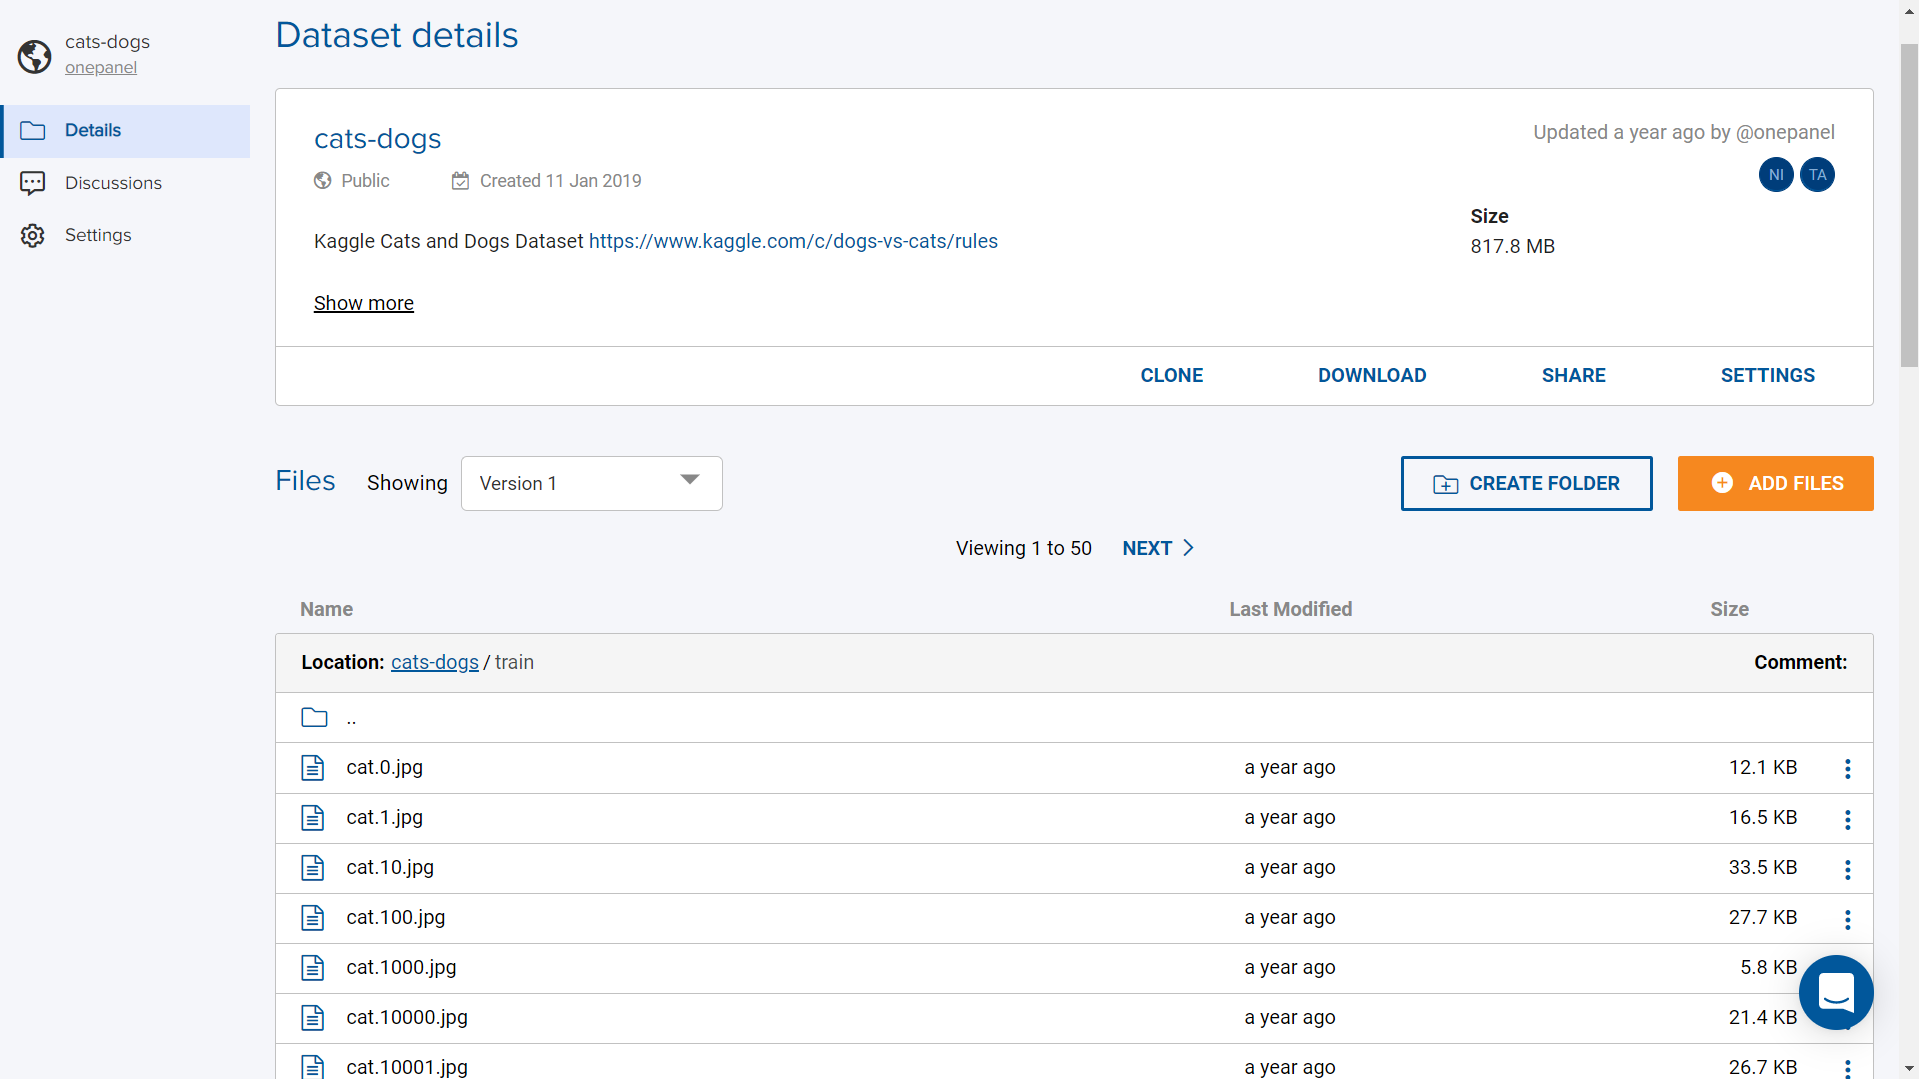 cats-dogs
onepanel
Details
Discussions
Settings
Dataset details
cats-dogs
Updated a year ago by @onepanel
Public
Created 11 Jan 2019
NI
TA
Size
817.8 MB
Kaggle Cats and Dogs Dataset https://www.kaggle.com/c/dogs-vs-cats/rules
Show more
CLONE
DOWNLOAD
SHARE
SETTINGS
Files
Showing
Version 1
CREATE FOLDER
ADD FILES
Viewing 1 to 50
NEXT
Name Last Modified Size
Location: cats-dogs / train Comment:
..
cat.0.jpg a year ago 12.1 KB
cat.1.jpg a year ago 16.5 KB
cat.10.jpg a year ago 33.5 KB
cat.100.jpg a year ago 27.7 KB
cat.1000.jpg a year ago 5.8 KB
cat.10000.jpg a year ago 21.4 KB
cat.10001.jpg a year ago 26.7 KB